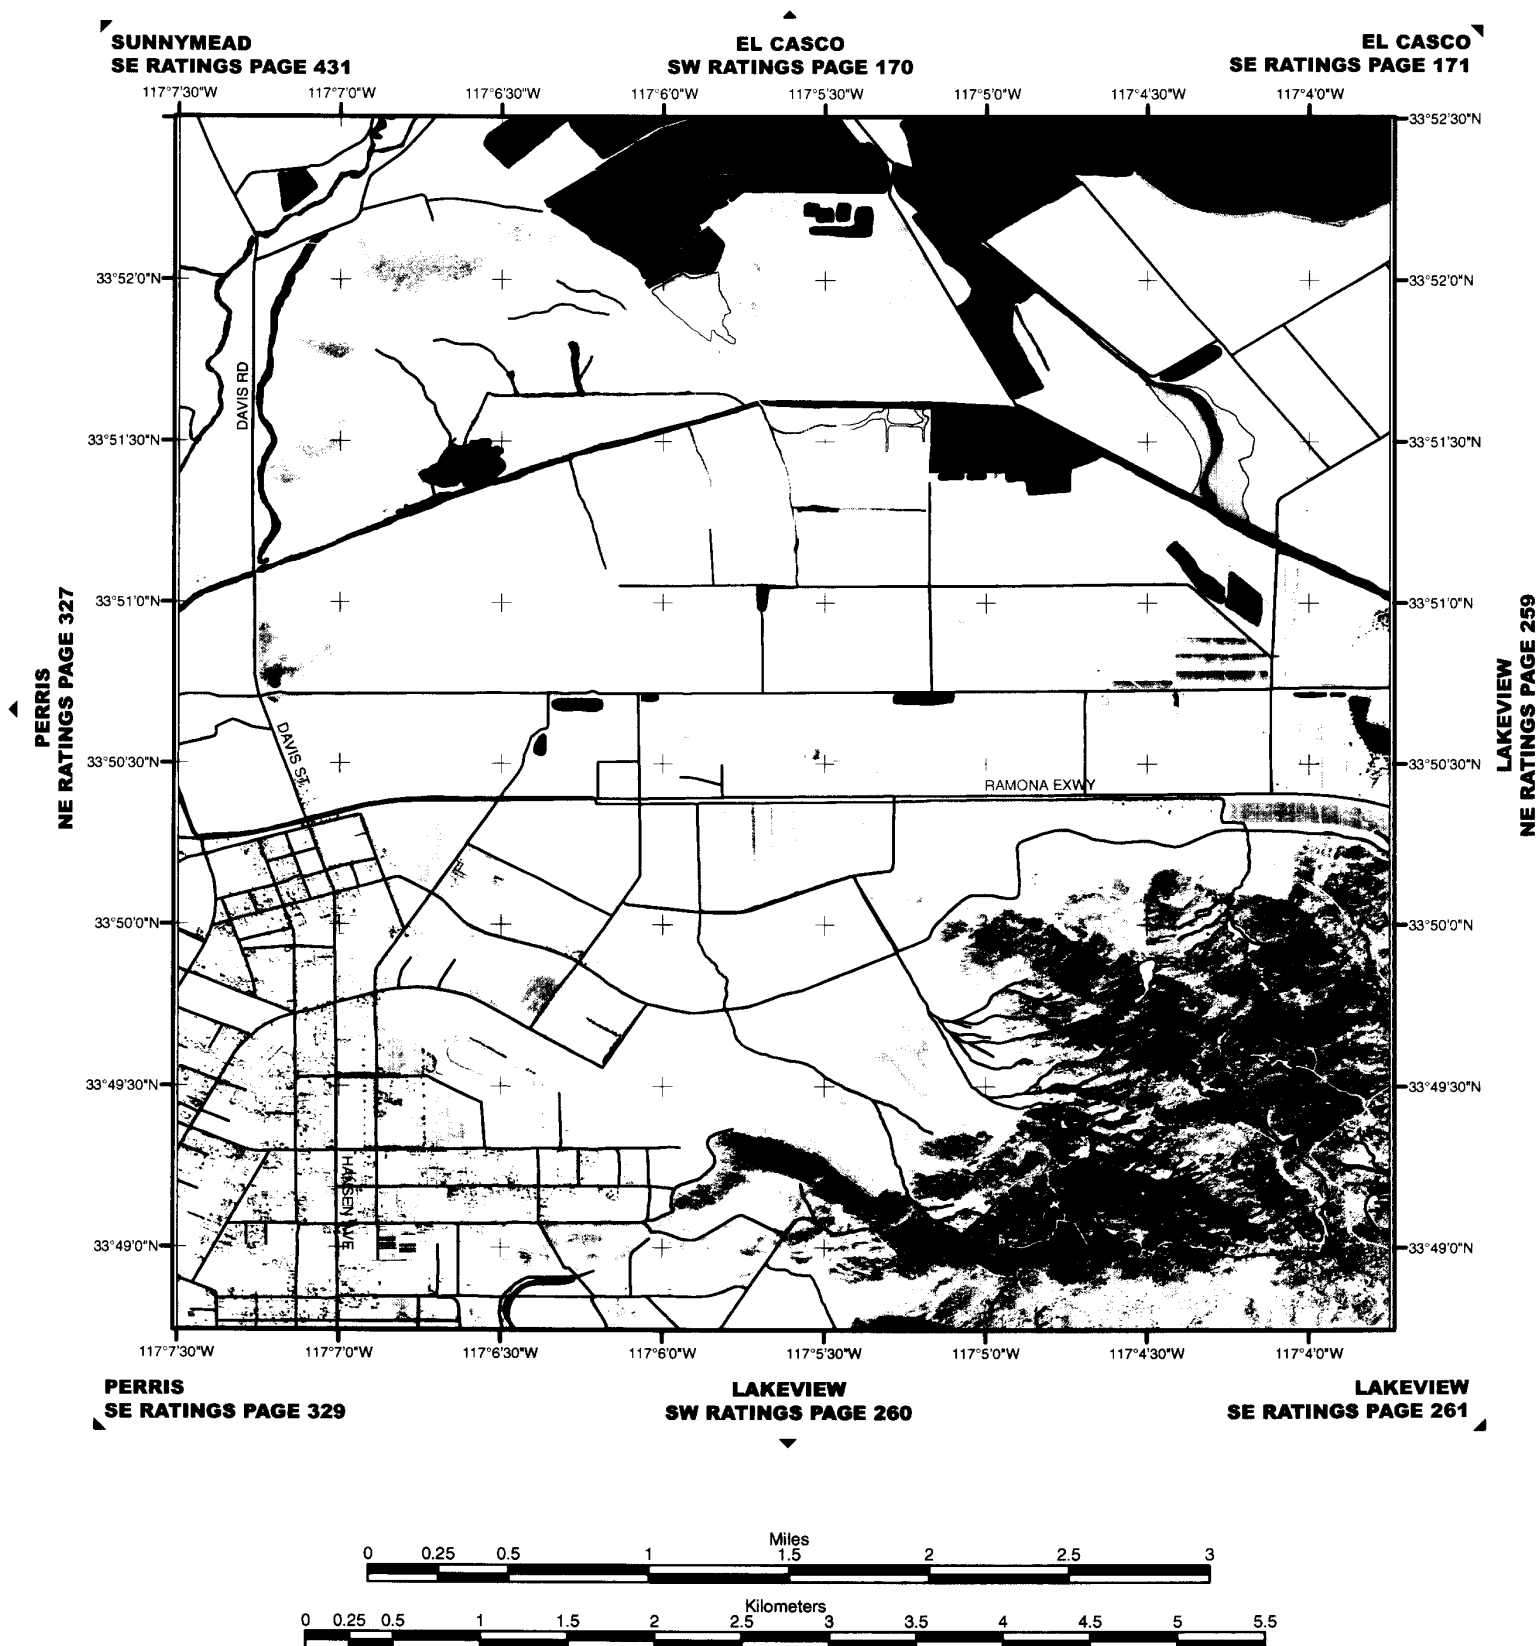 SUNNYMEAD
SE RATINGS PAGE 431
EL CASCO
SW RATINGS PAGE 170
EL CASCO
SE RATINGS PAGE 171
117°7'30"W 117°7'0"W 117°6'30"W 117°6'0"W 117°5'30"W 117°5'0"W 117°4'30"W 117°4'0"W
33°52'30"N
33°52'0"N 33°52'0"N
DAVIS RD
33°51'30"N 33°51'30"N
33°51'0"N 33°51'0"N
PERRIS
NE RATINGS PAGE 327
LAKEVIEW
NE RATINGS PAGE 259
DAVIS ST
33°50'30"N 33°50'30"N
RAMONA EXWY
33°50'0"N 33°50'0"N
33°49'30"N 33°49'30"N
HANSEN AVE
33°49'0"N 33°49'0"N
117°7'30"W 117°7'0"W 117°6'30"W 117°6'0"W 117°5'30"W 117°5'0"W 117°4'30"W 117°4'0"W
PERRIS
SE RATINGS PAGE 329
LAKEVIEW
SW RATINGS PAGE 260
LAKEVIEW
SE RATINGS PAGE 261
Miles
0 0.25 0.5 1 1.5 2 2.5 3
Kilometers
0 0.25 0.5 1 1.5 2 2.5 3 3.5 4 4.5 5 5.5